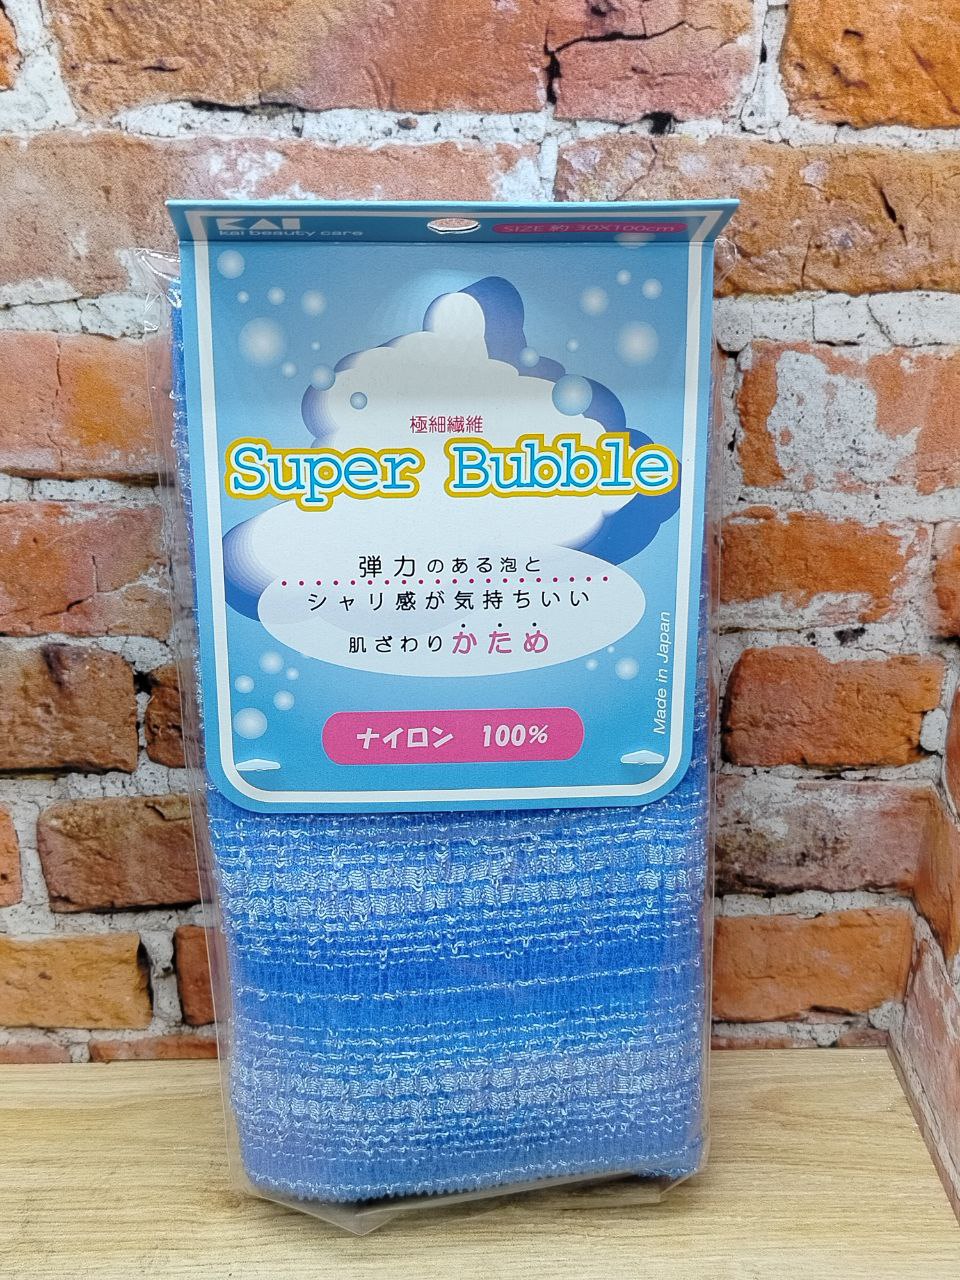 KAI
kai beauty care
SIZE 約 30X100cm
極細繊維
Super Bubble
弾力のある泡と
シャリ感が気持ちいい
肌ざわりかため
Made in Japan
ナイロン 100%